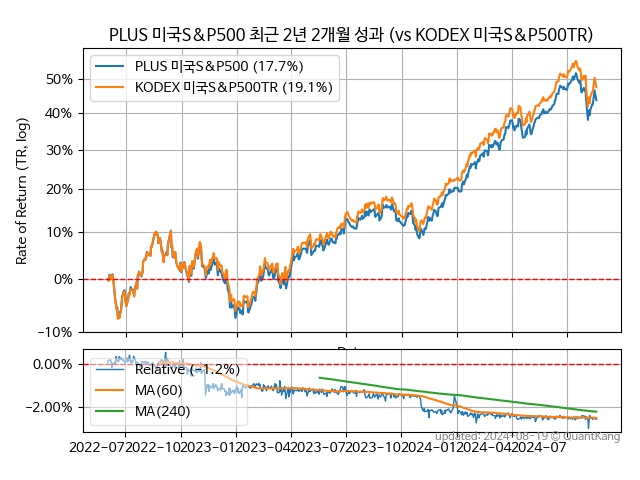 PLUS 미국S&P500 최근 2년 2개월 성과 (vs KODEX 미국S&P500TR)
PLUS 미국S&P500 (17.7%)
KODEX 미국S&P500TR (19.1%)
Rate of Return (TR, log)
50%
40%
30%
20%
10%
0%
−10%
0.00%
−2.00%
Relative (−1.2%)
MA(60)
MA(240)
2022-07
2022-10
2023-01
2023-04
2023-07
2023-10
2024-01
2024-04
2024-07
updated: 2024-08-19 © QuantKang